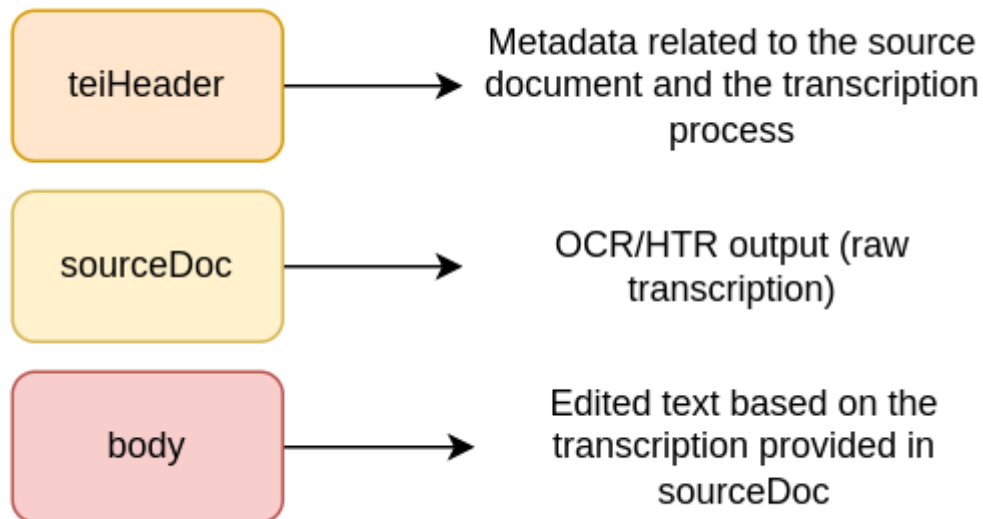 teiHeader
Metadata related to the source
document and the transcription
process
sourceDoc
OCR/HTR output (raw
transcription)
body
Edited text based on the
transcription provided in
sourceDoc